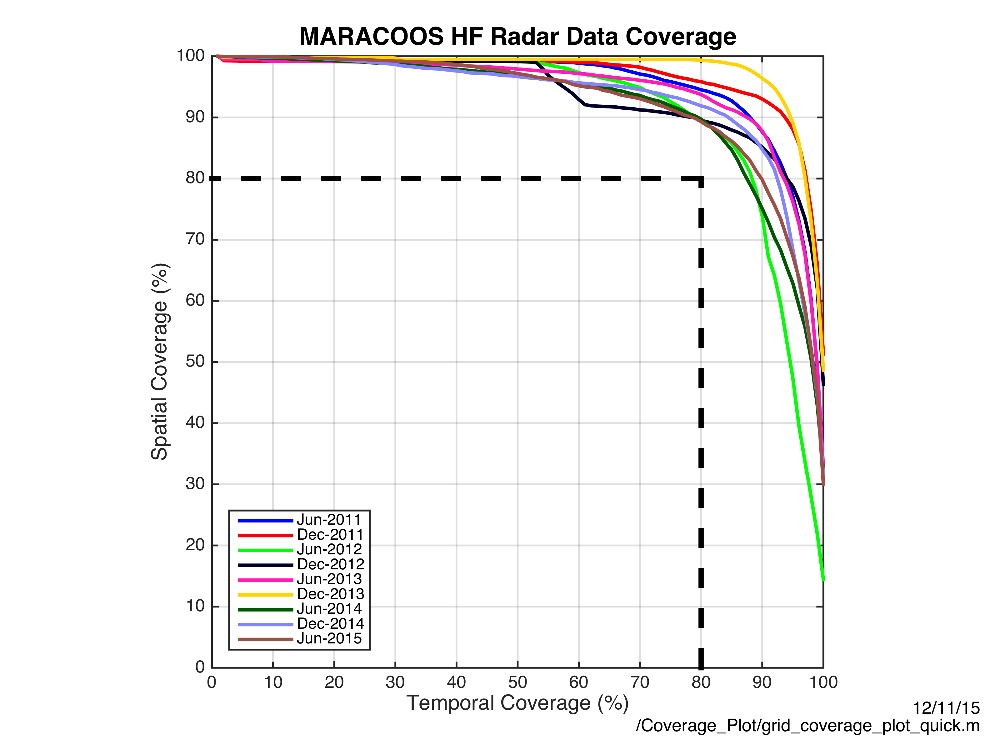 MARACOOS HF Radar Data Coverage
100
90
80
70
60
50
40
30
20
10
0
Spatial Coverage (%)
Jun-2011
Dec-2011
Jun-2012
Dec-2012
Jun-2013
Dec-2013
Jun-2014
Dec-2014
Jun-2015
0 10 20 30 40 50 60 70 80 90 100
Temporal Coverage (%)
12/11/15
/Coverage_Plot/grid_coverage_plot_quick.m